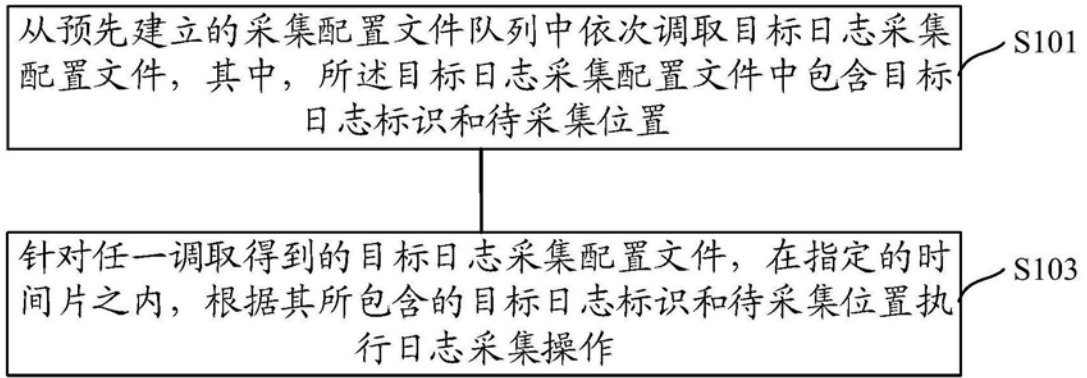 从预先建立的采集配置文件队列中依次调取目标日志采集
配置文件，其中，所述目标日志采集配置文件中包含目标
日志标识和待采集位置
S101
针对任一调取得到的目标日志采集配置文件，在指定的时
间片之内，根据其所包含的目标日志标识和待采集位置执
行日志采集操作
S103